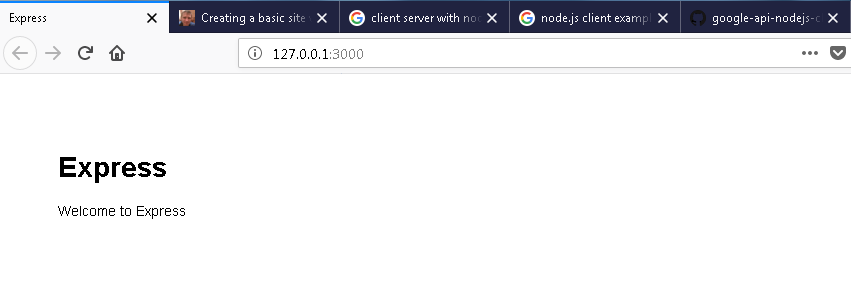 Express
Creating a basic site
client server with no
node.js client exampl
google-api-nodejs-c
127.0.0.1:3000
Express
Welcome to Express